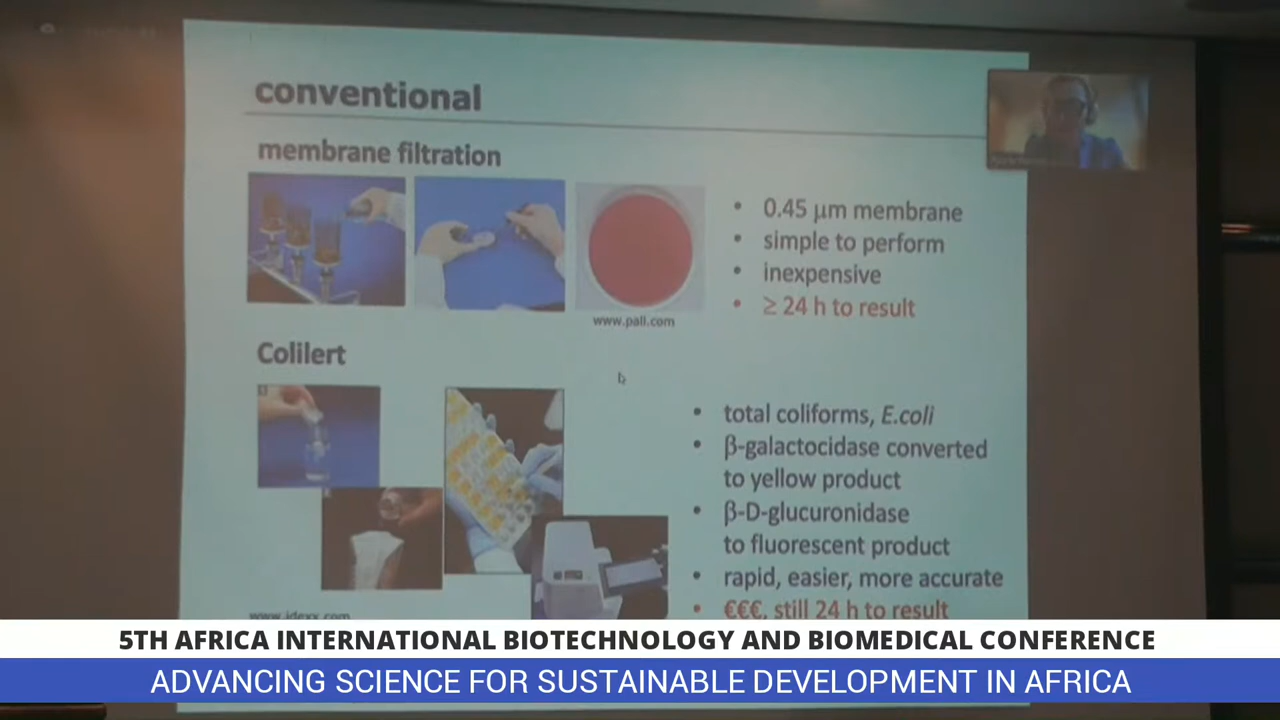 conventional
membrane filtration
• 0.45 μm membrane
• simple to perform
• inexpensive
• ≥ 24 h to result
www.pall.com
Colilert
• total coliforms, E.coli
• β-galactocidase converted
to yellow product
• β-D-glucuronidase
to fluorescent product
• rapid, easier, more accurate
• €€€, still 24 h to result
www.idexx.com
5TH AFRICA INTERNATIONAL BIOTECHNOLOGY AND BIOMEDICAL CONFERENCE
ADVANCING SCIENCE FOR SUSTAINABLE DEVELOPMENT IN AFRICA